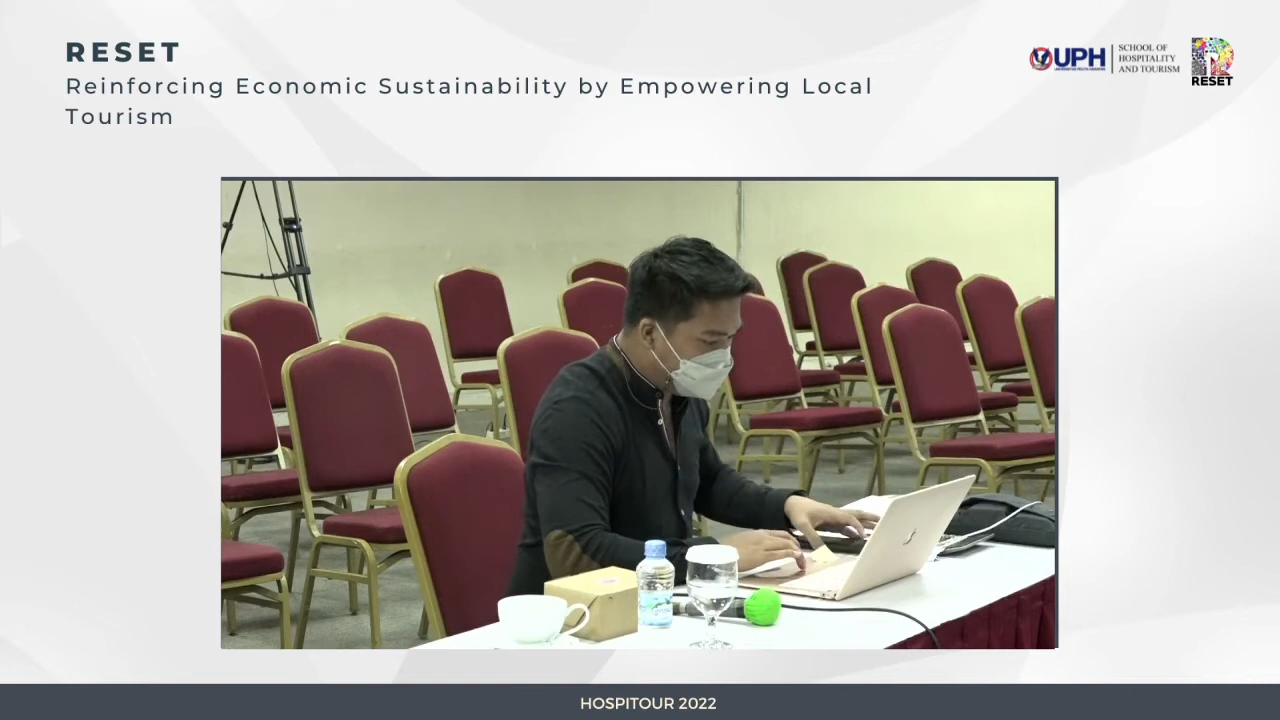 RESET
Reinforcing Economic Sustainability by Empowering Local
Tourism
UPH
SCHOOL OF
HOSPITALITY
AND TOURISM
RESET
HOSPITOUR 2022